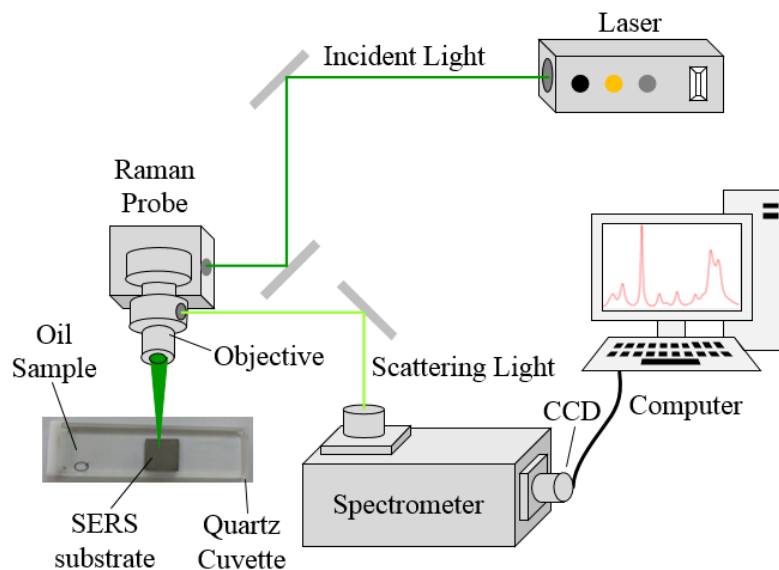 Laser
Incident Light
Raman
Probe
Oil
Sample
Objective
Scattering Light
CCD
Computer
Spectrometer
SERS
substrate
Quartz
Cuvette